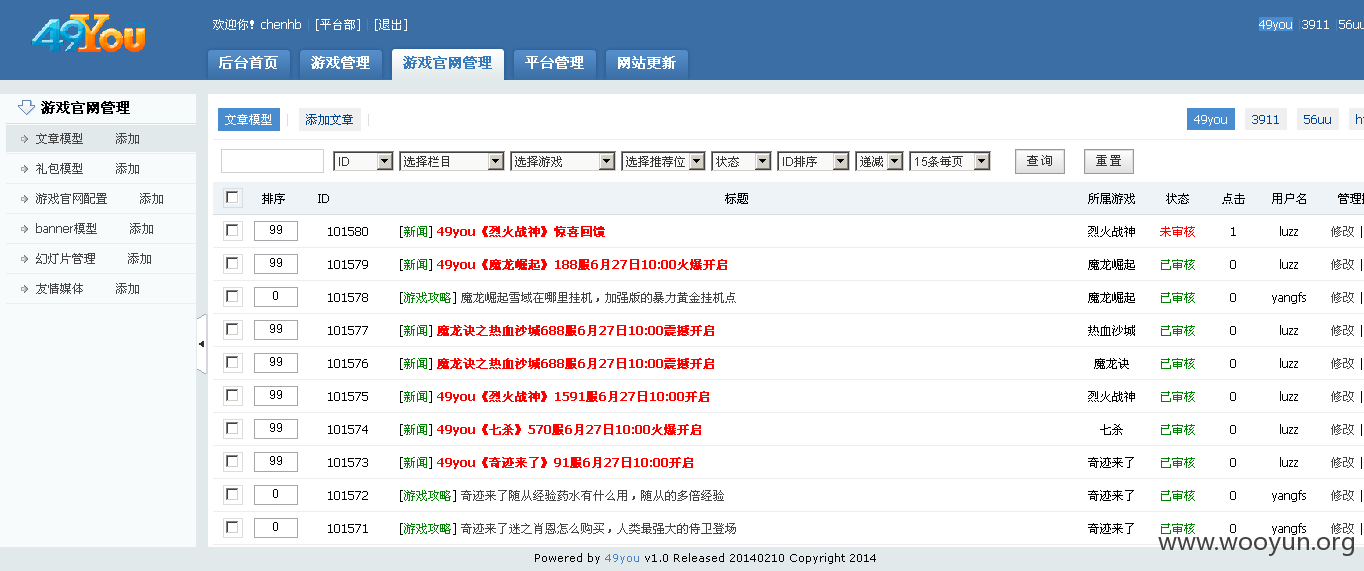 49You
欢迎你! chenhb [平台部] [退出]
49you 3911 56uu
后台首页 游戏管理 游戏官网管理 平台管理 网站更新
游戏官网管理
文章模型 添加
礼包模型 添加
游戏官网配置 添加
banner模型 添加
幻灯片管理 添加
友情媒体 添加
文章模型 添加文章
49you 3911 56uu h
ID 选择栏目 选择游戏 选择推荐位 状态 ID排序 递减 15条每页 查询 重置
排序 ID 标题 所属游戏 状态 点击 用户名 管理
99 101580 [新闻] 49you《烈火战神》惊喜回馈 烈火战神 未审核 1 luzz 修改 |
99 101579 [新闻] 49you《魔龙崛起》188服6月27日10:00火爆开启 魔龙崛起 已审核 0 luzz 修改 |
0 101578 [游戏攻略] 魔龙崛起雪域在哪里挂机，加强版的暴力黄金挂机点 魔龙崛起 已审核 0 yangfs 修改 |
99 101577 [新闻] 魔龙诀之热血沙城688服6月27日10:00震撼开启 热血沙城 已审核 0 luzz 修改 |
99 101576 [新闻] 魔龙诀之热血沙城688服6月27日10:00震撼开启 魔龙诀 已审核 0 luzz 修改 |
99 101575 [新闻] 49you《烈火战神》1591服6月27日10:00开启 烈火战神 已审核 0 luzz 修改 |
99 101574 [新闻] 49you《七杀》570服6月27日10:00火爆开启 七杀 已审核 0 luzz 修改 |
99 101573 [新闻] 49you《奇迹来了》91服6月27日10:00开启 奇迹来了 已审核 0 luzz 修改 |
0 101572 [游戏攻略] 奇迹来了随从经验药水有什么用，随从的多倍经验 奇迹来了 已审核 0 yangfs 修改 |
0 101571 [游戏攻略] 奇迹来了迷之肖恩怎么购买，人类最强大的侍卫登场 奇迹来了 已审核 0 yangfs 修改 |
www.wooyun.org
Powered by 49you v1.0 Released 20140210 Copyright 2014